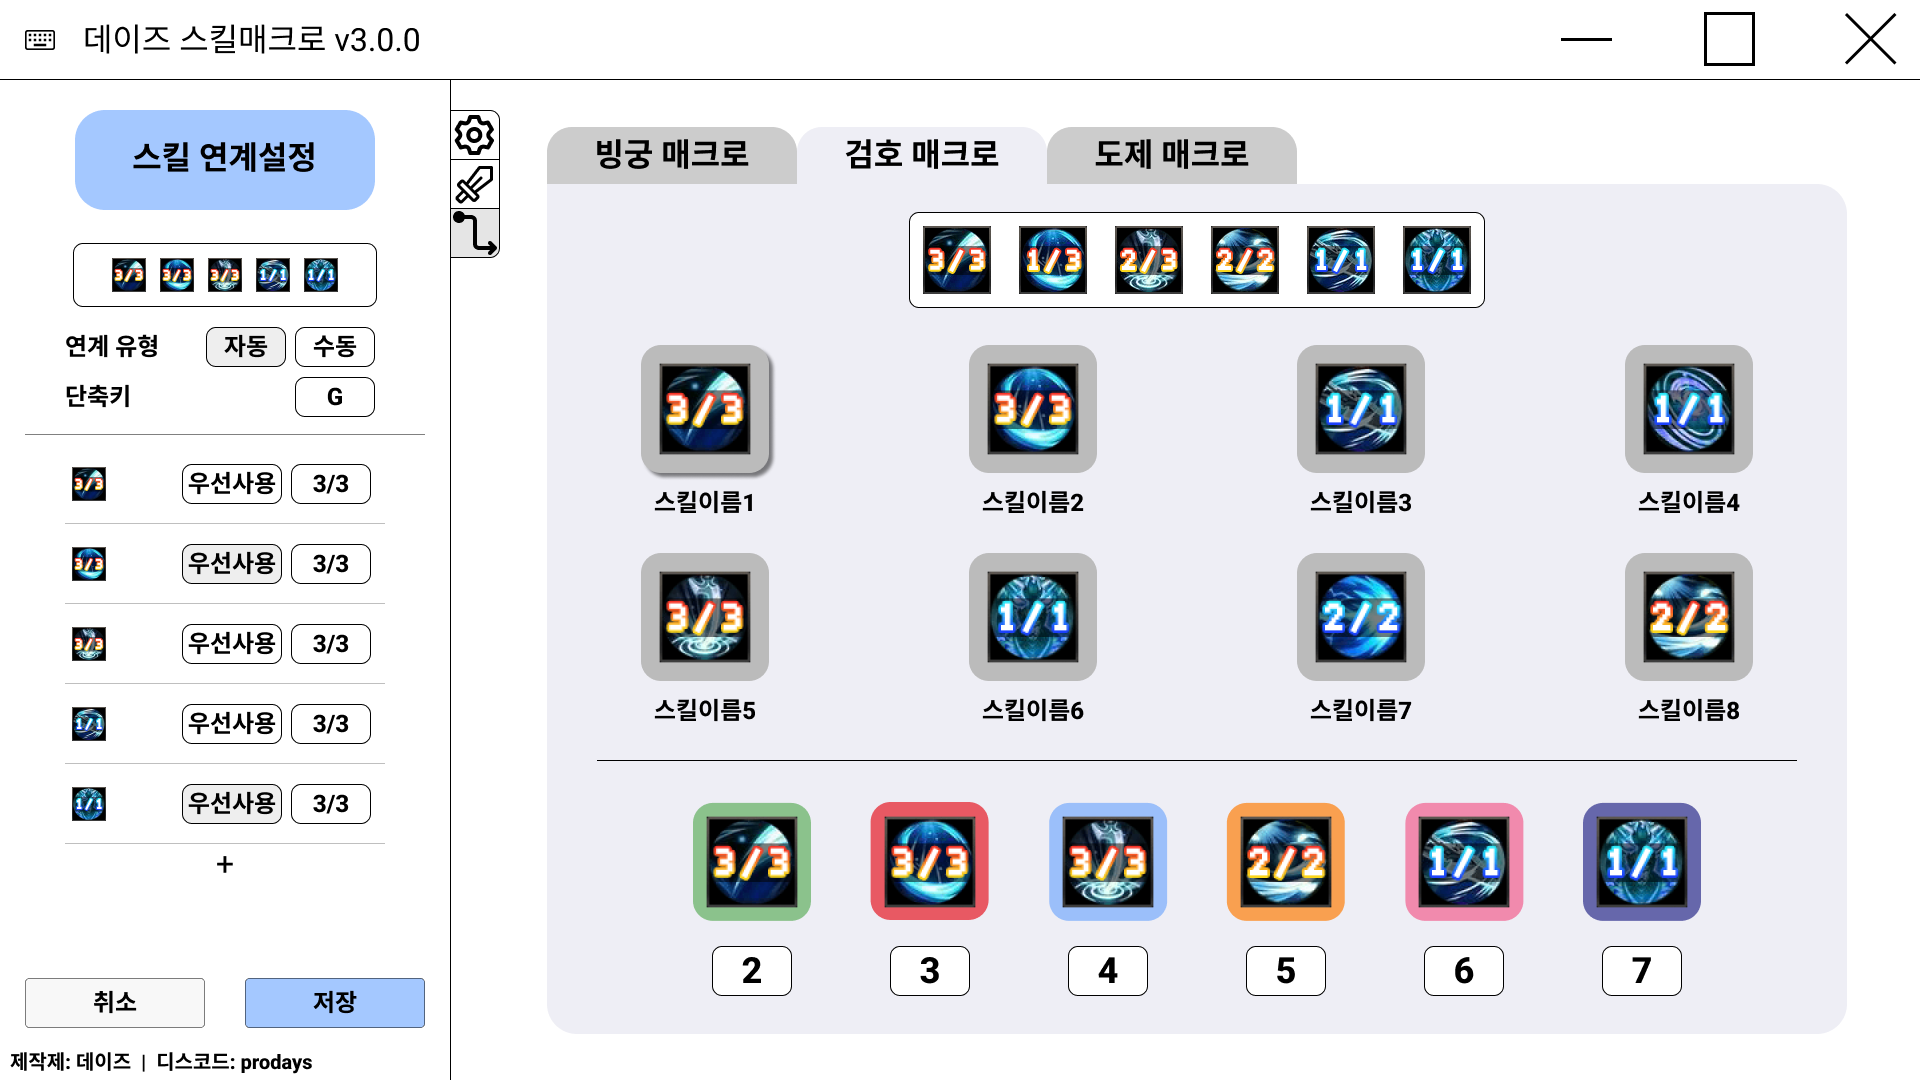 데이즈 스킬매크로 v3.0.0
스킬 연계설정
3/3 3/3 3/3 1/1 1/1
연계 유형 자동 수동
단축키 G
3/3 우선사용 3/3
3/3 우선사용 3/3
3/3 우선사용 3/3
1/1 우선사용 3/3
1/1 우선사용 3/3
+
취소 저장
제작제: 데이즈 | 디스코드: prodays
빙궁 매크로 검호 매크로 도제 매크로
3/3 1/3 2/3 2/2 1/1 1/1
3/3 3/3 1/1 1/1
스킬이름1 스킬이름2 스킬이름3 스킬이름4
3/3 1/1 2/2 2/2
스킬이름5 스킬이름6 스킬이름7 스킬이름8
3/3 3/3 3/3 2/2 1/1 1/1
2 3 4 5 6 7